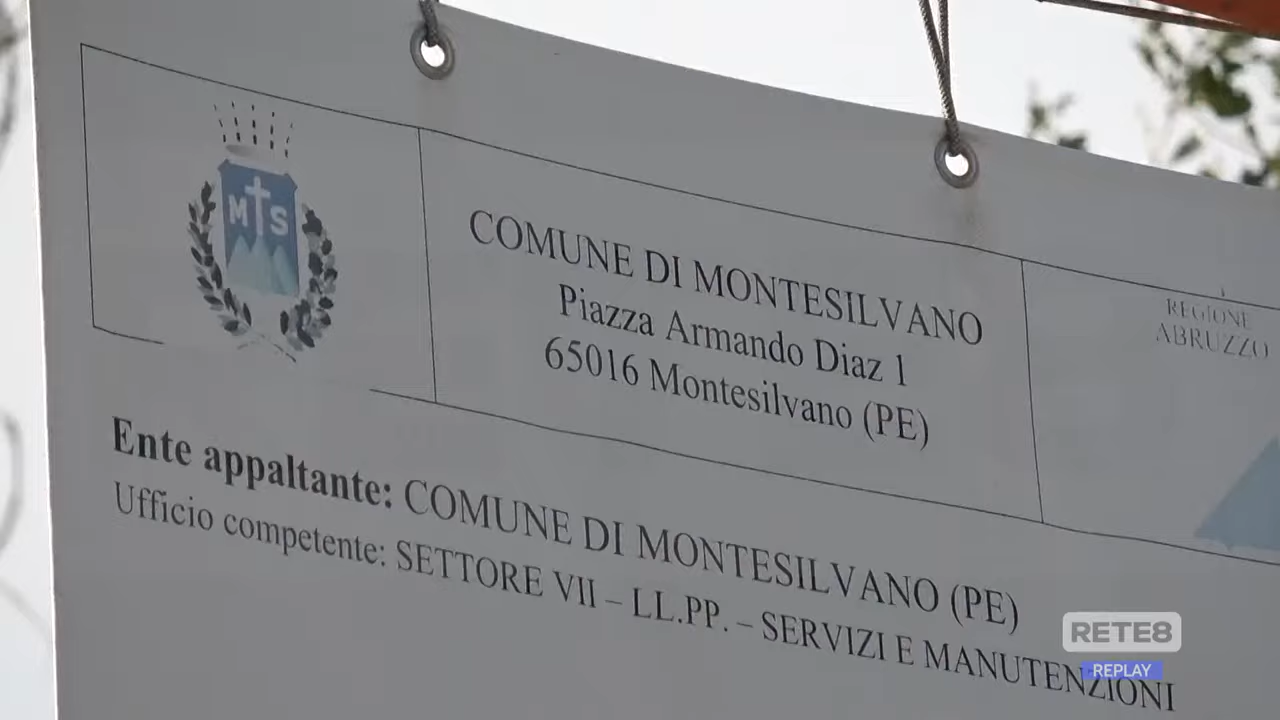 M S
COMUNE DI MONTESILVANO
Piazza Armando Diaz 1
65016 Montesilvano (PE)
REGIONE
ABRUZZO
Ente appaltante: COMUNE DI MONTESILVANO (PE)
Ufficio competente: SETTORE VII – LL.PP. – SERVIZI E MANUTENZIONI
RETE8
REPLAY